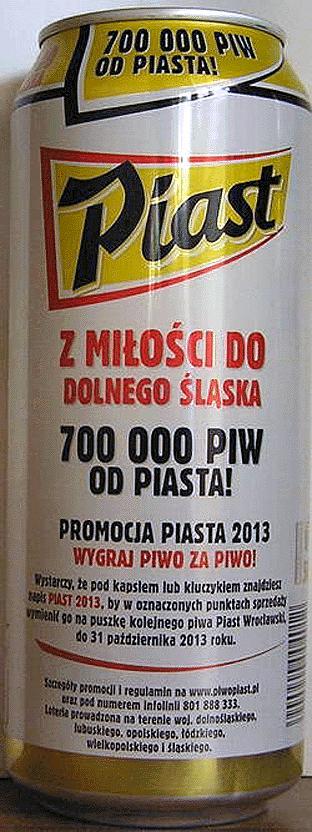 700 000 PIW
OD PIASTA!
Piast
Z MIŁOŚCI DO
DOLNEGO ŚLĄSKA
700 000 PIW
OD PIASTA!
PROMOCJA PIASTA 2013
WYGRAJ PIWO ZA PIWO!
Wystarczy, że pod kapslem lub kluczykiem znajdziesz
napis PIAST 2013, by w oznaczonych punktach sprzedaży
wymienić go na puszkę kolejnego piwa Piast Wrocławski,
do 31 października 2013 roku.
Szczegóły promocji i regulamin na www.piwopiast.pl
oraz pod numerem infolinii 801 888 333.
Loteria prowadzona na terenie woj. dolnośląskiego,
lubuskiego, opolskiego, łódzkiego,
wielkopolskiego i śląskiego.